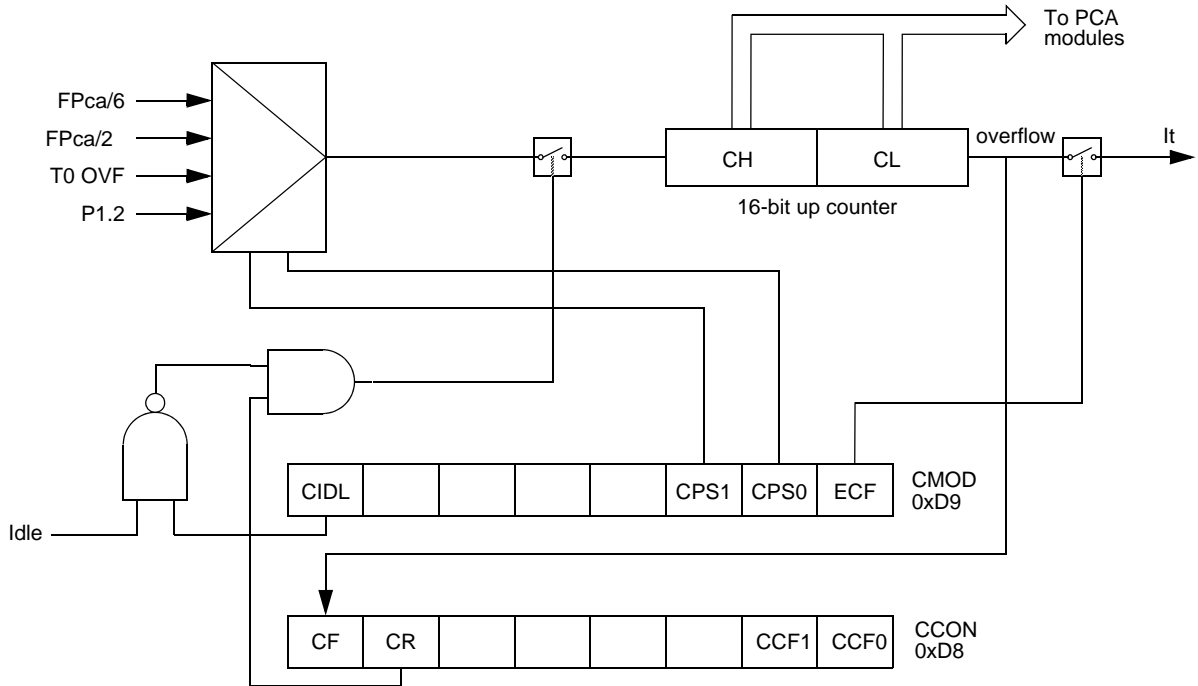 To PCA
modules
FPca/6
FPca/2
T0 OVF
P1.2
CH
CL
overflow
It
16-bit up counter
CIDL
CPS1
CPS0
ECF
CMOD
0xD9
Idle
CF
CR
CCF1
CCF0
CCON
0xD8